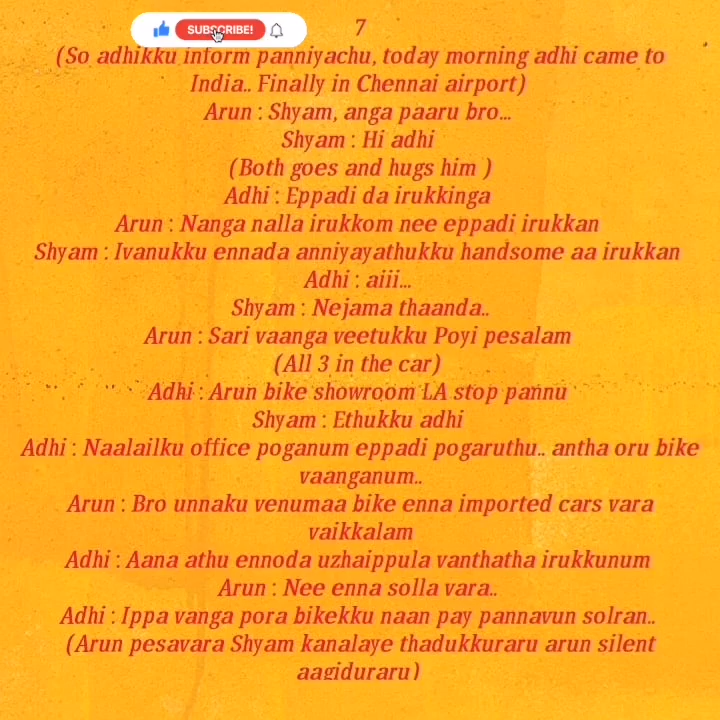 SUBSCRIBE!
7
(So adhikku inform panniyachu, today morning adhi came to
India.. Finally in Chennai airport)
Arun : Shyam, anga paaru bro...
Shyam : Hi adhi
(Both goes and hugs him )
Adhi : Eppadi da irukkinga
Arun : Nanga nalla irukkom nee eppadi irukkan
Shyam : Ivanukku ennada anniyayathukku handsome aa irukkan
Adhi : aiii...
Shyam : Nejama thaanda..
Arun : Sari vaanga veetukku Poyi pesalam
(All 3 in the car)
Adhi : Arun bike showroom LA stop pannu
Shyam : Ethukku adhi
Adhi : Naalailku office poganum eppadi pogaruthu.. antha oru bike
vaanganum..
Arun : Bro unnaku venumaa bike enna imported cars vara
vaikkalam
Adhi : Aana athu ennoda uzhaippula vanthatha irukkunum
Arun : Nee enna solla vara..
Adhi : Ippa vanga pora bikekku naan pay pannavun solran..
(Arun pesavara Shyam kanalaye thadukkuraru arun silent
aagiduraru)